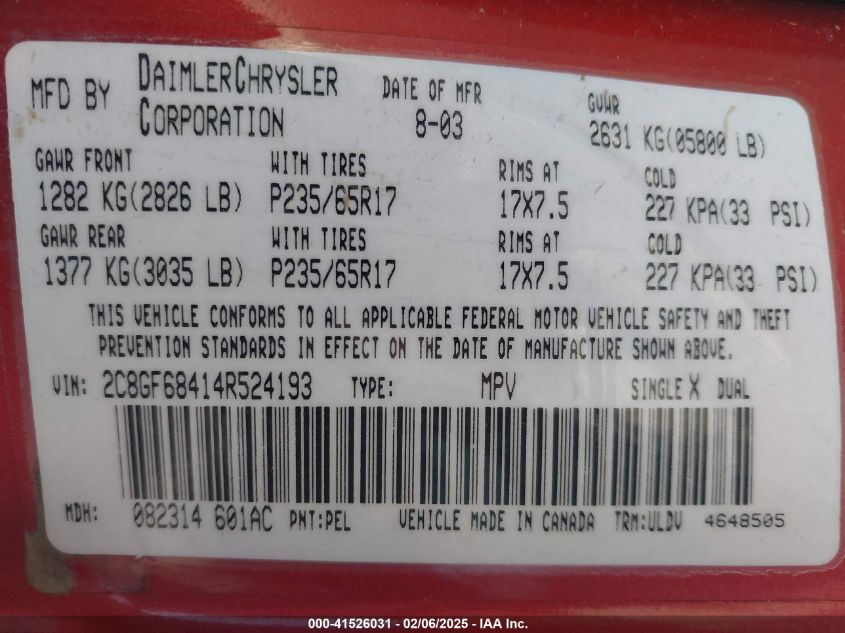 MFD BY DAIMLERCHRYSLER CORPORATION DATE OF MFR 8-03 GVWR 2631 KG(05800 LB)
GAWR FRONT WITH TIRES RIMS AT COLD
1282 KG(2826 LB) P235/65R17 17X7.5 227 KPA(33 PSI)
GAWR REAR WITH TIRES RIMS AT COLD
1377 KG(3035 LB) P235/65R17 17X7.5 227 KPA(33 PSI)
THIS VEHICLE CONFORMS TO ALL APPLICABLE FEDERAL MOTOR VEHICLE SAFETY AND THEFT
PREVENTION STANDARDS IN EFFECT ON THE DATE OF MANUFACTURE SHOWN ABOVE.
VIN: 2C8GF68414R524193 TYPE: MPV SINGLE X DUAL
MDH: 082314 601AC PNT:PEL VEHICLE MADE IN CANADA TRM:ULDV 4648505
000-41526031 - 02/06/2025 - IAA Inc.